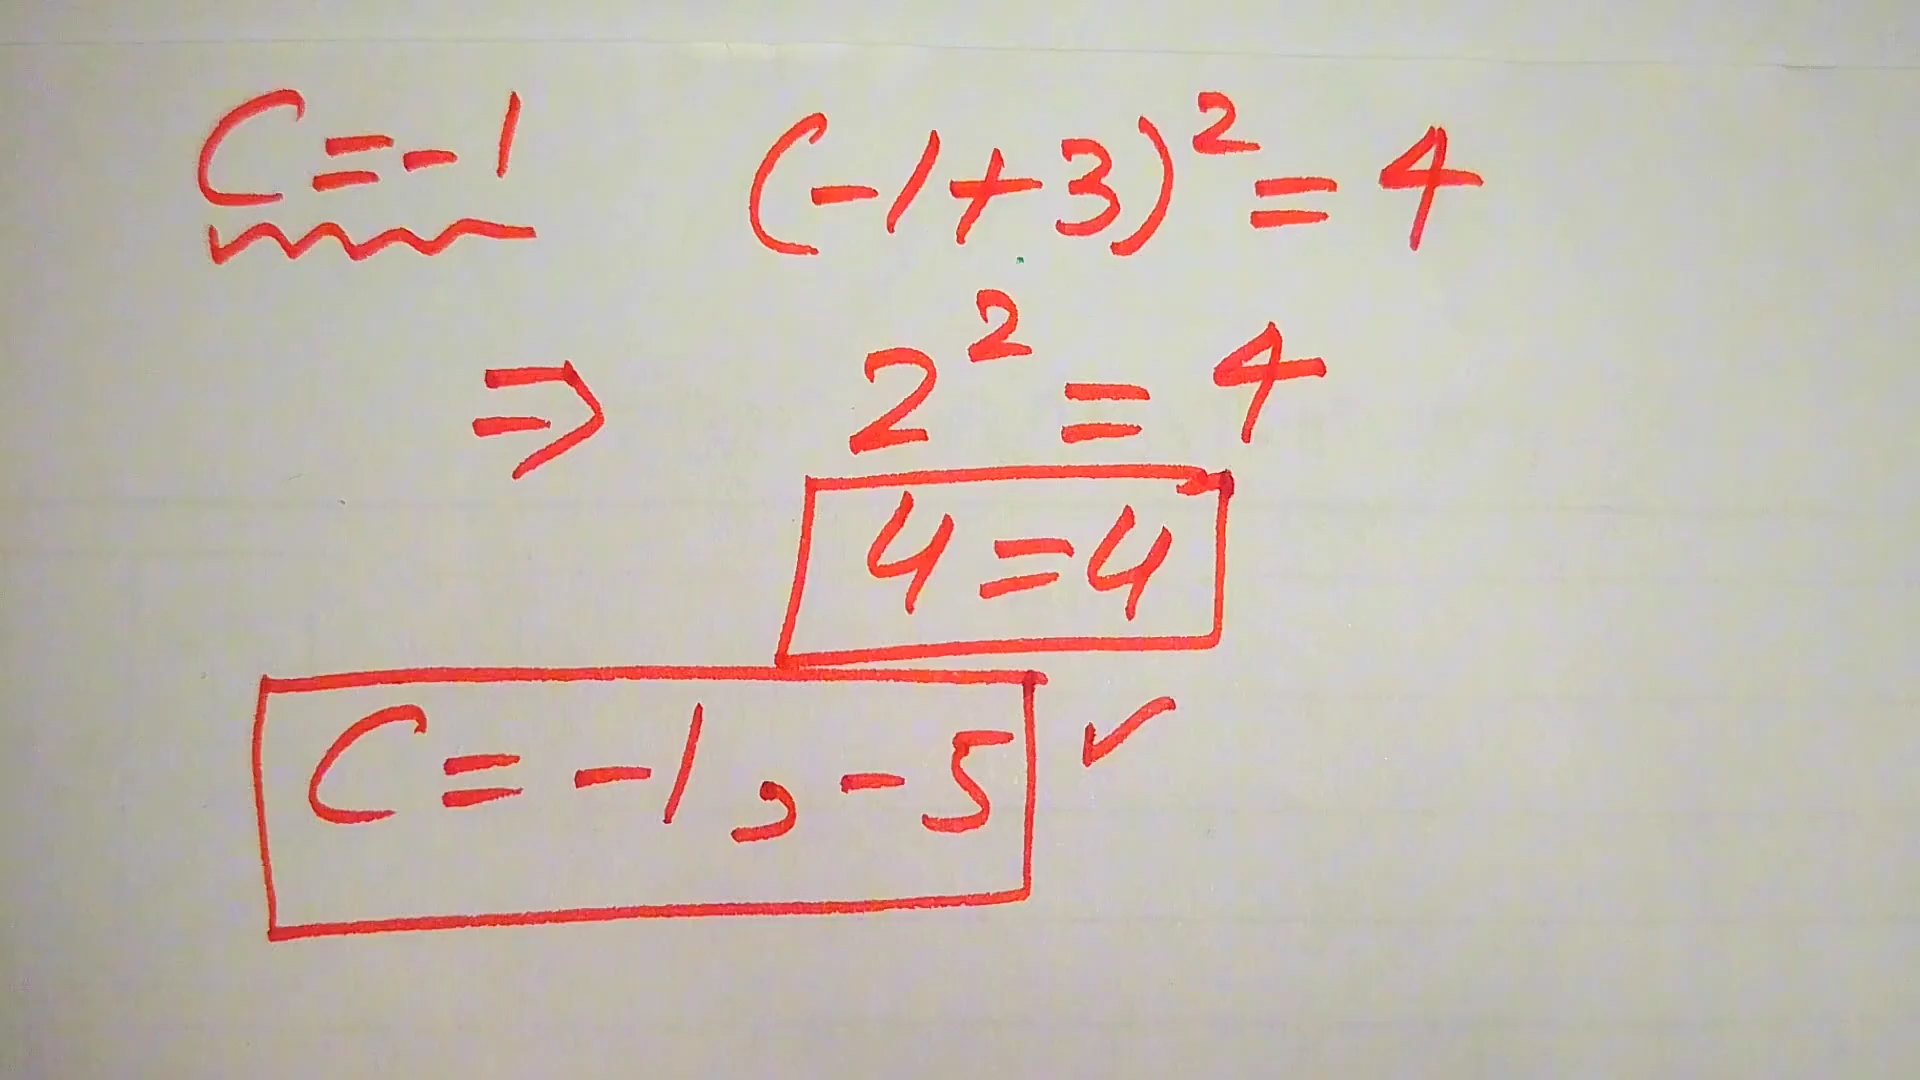 C=-1 (-1+3)²=4
⇒ 2²=4
4=4
C=-1,-5 ✓